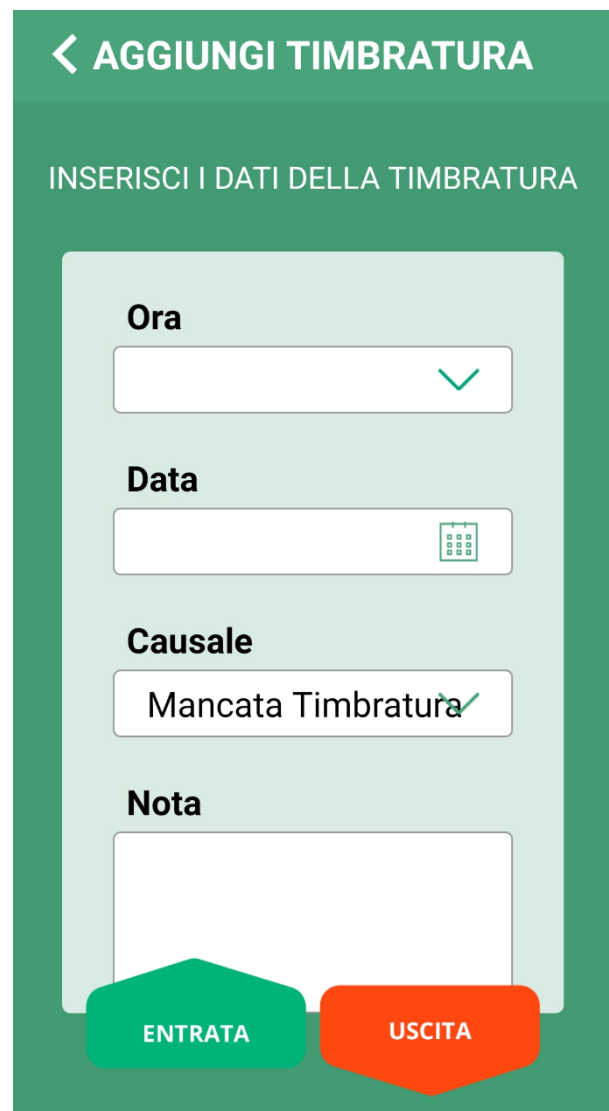 AGGIUNGI TIMBRATURA
INSERISCI I DATI DELLA TIMBRATURA
Ora
Data
Causale
Mancata Timbratura
Nota
ENTRATA
USCITA